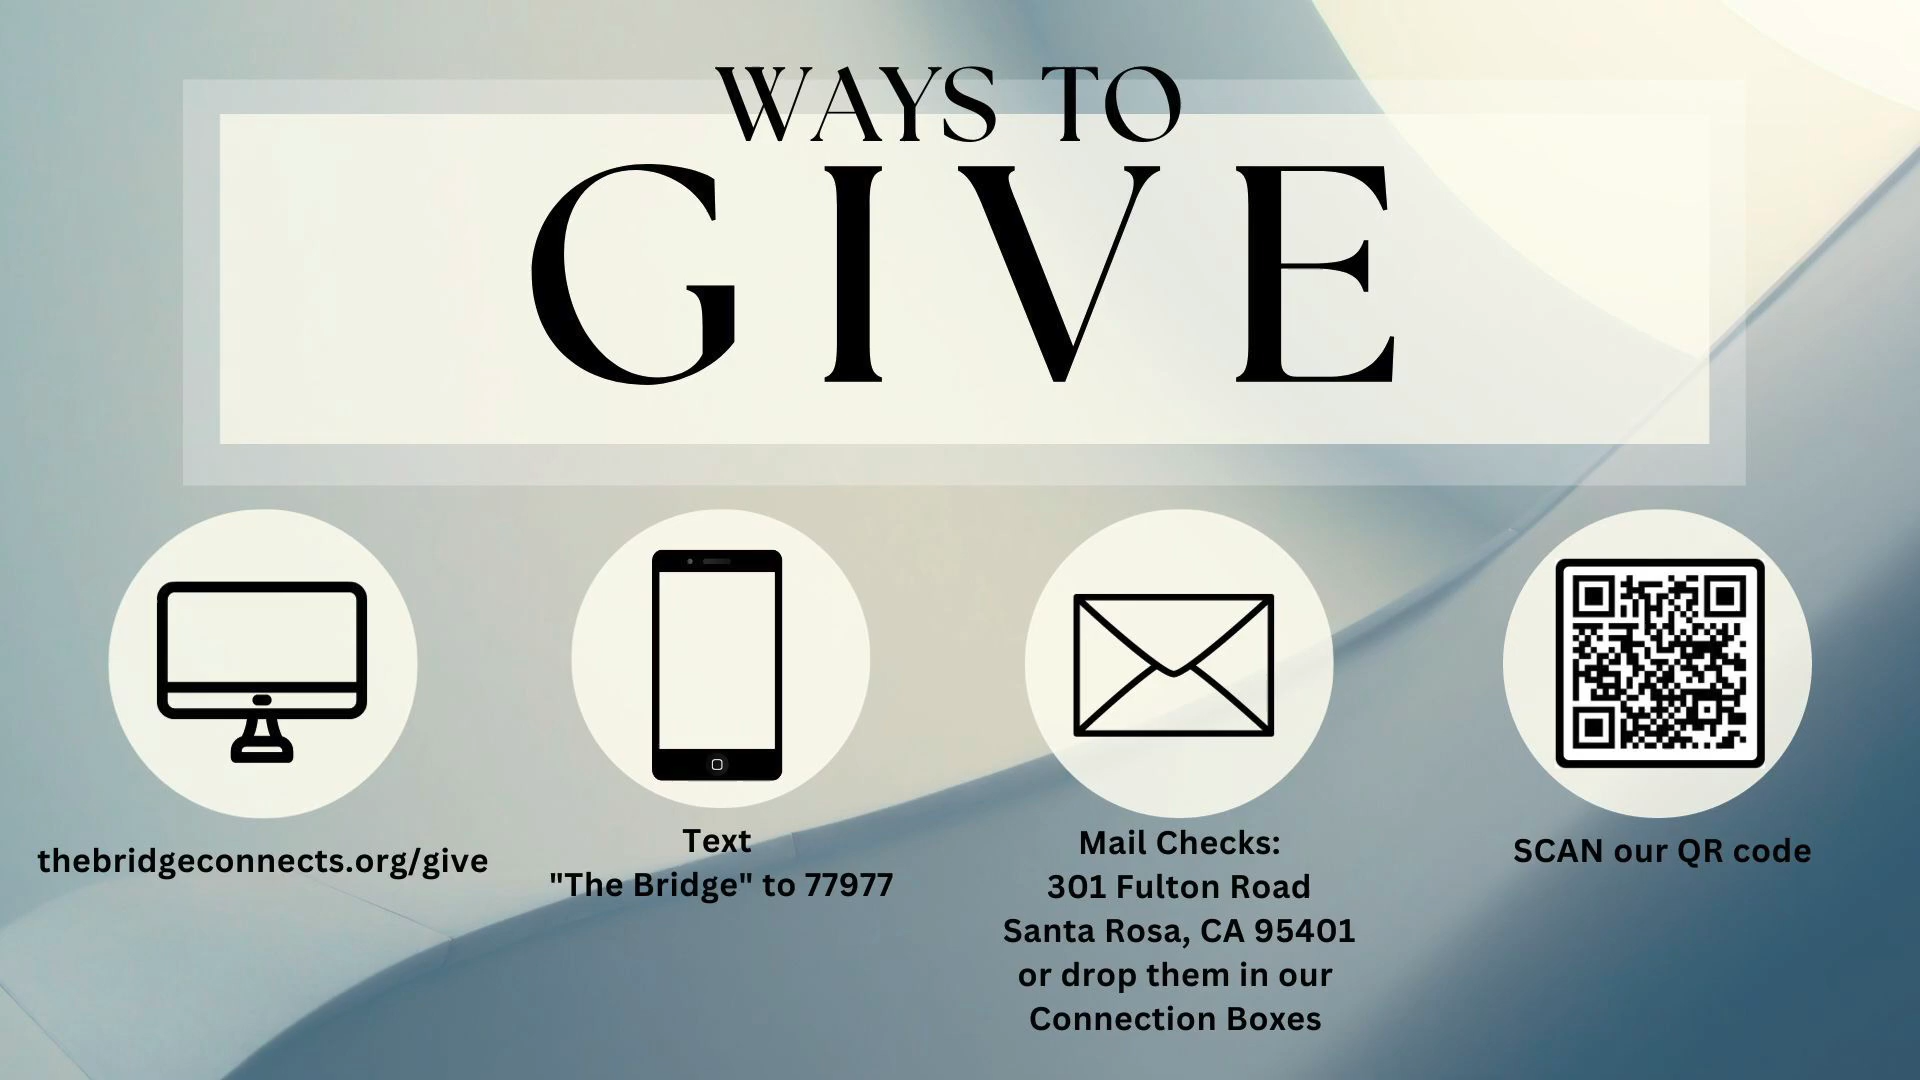 WAYS TO
GIVE
thebridgeconnects.org/give
Text
"The Bridge" to 77977
Mail Checks:
301 Fulton Road
Santa Rosa, CA 95401
or drop them in our
Connection Boxes
SCAN our QR code